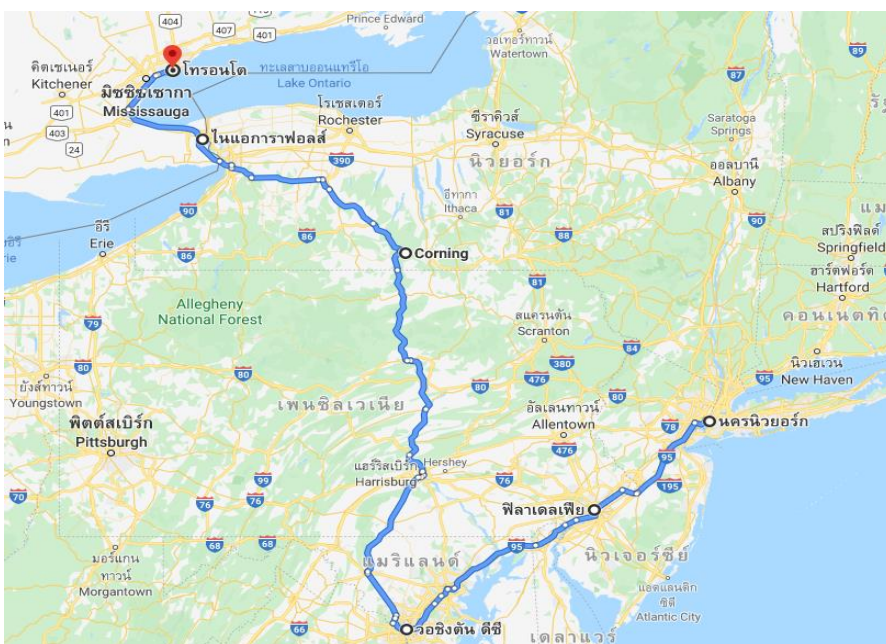 404
407
401
Prince Edward
คิตเชเนอร์
Kitchener
โทรอนโต
มิซซิซเซากา
Mississauga
ทะเลสาบออนแทรีโอ
Lake Ontario
วอเทอร์ทาวน์
Watertown
89
87
401
403
24
ไนแอการาฟอลส์
โรเชสเตอร์
Rochester
ซีราคิวส์
Syracuse
นิวยอร์ก
Saratoga
Springs
390
ออลบานี
Albany
อีทากา
Ithaca
90
81
90
อีรี
Erie
86
86
88
Corning
สปริงฟิลด์
Springfield
ฮาร์ตฟอร์ด
Hartford
81
Allegheny
National Forest
79
สแครนตัน
Scranton
คอนเนตทิต
80
80
380
84
476
นิวเฮเวน
New Haven
95
ยังส์ทาวน์
Youngstown
80
80
เพนซิลเวเนีย
อัลเลนทาวน์
Allentown
78
นครนิวยอร์ก
พิตต์สเบิร์ก
Pittsburgh
476
95
แฮร์ริสเบิร์ก
Harrisburg
Hershey
70
99
76
76
76
195
ฟิลาเดลเฟีย
68
68
มอร์แกน
ทาวน์
Morgantown
แมริแลนด์
95
นิวเจอร์ซีย์
แอตแลนติก
ซิตี
Atlantic City
66
วอชิงตัน ดีซี
เดลาแวร์